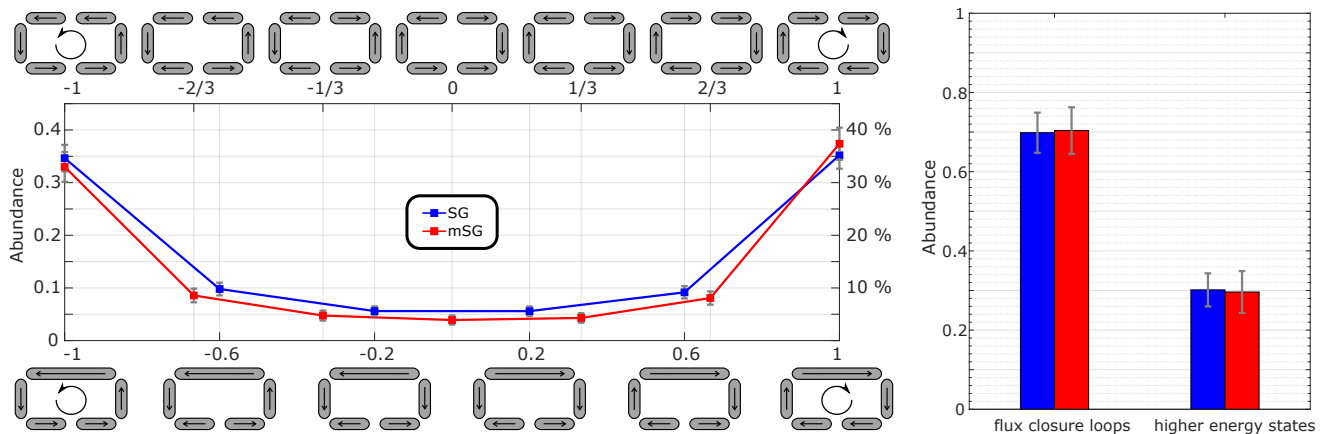 -1 -2/3 -1/3 0 1/3 2/3 1
Abundance
0.4
0.3
0.2
0.1
0
40 %
30 %
20 %
10 %
SG
mSG
-1 -0.6 -0.2 0.2 0.6 1
Abundance
1
0.8
0.6
0.4
0.2
0
flux closure loops higher energy states